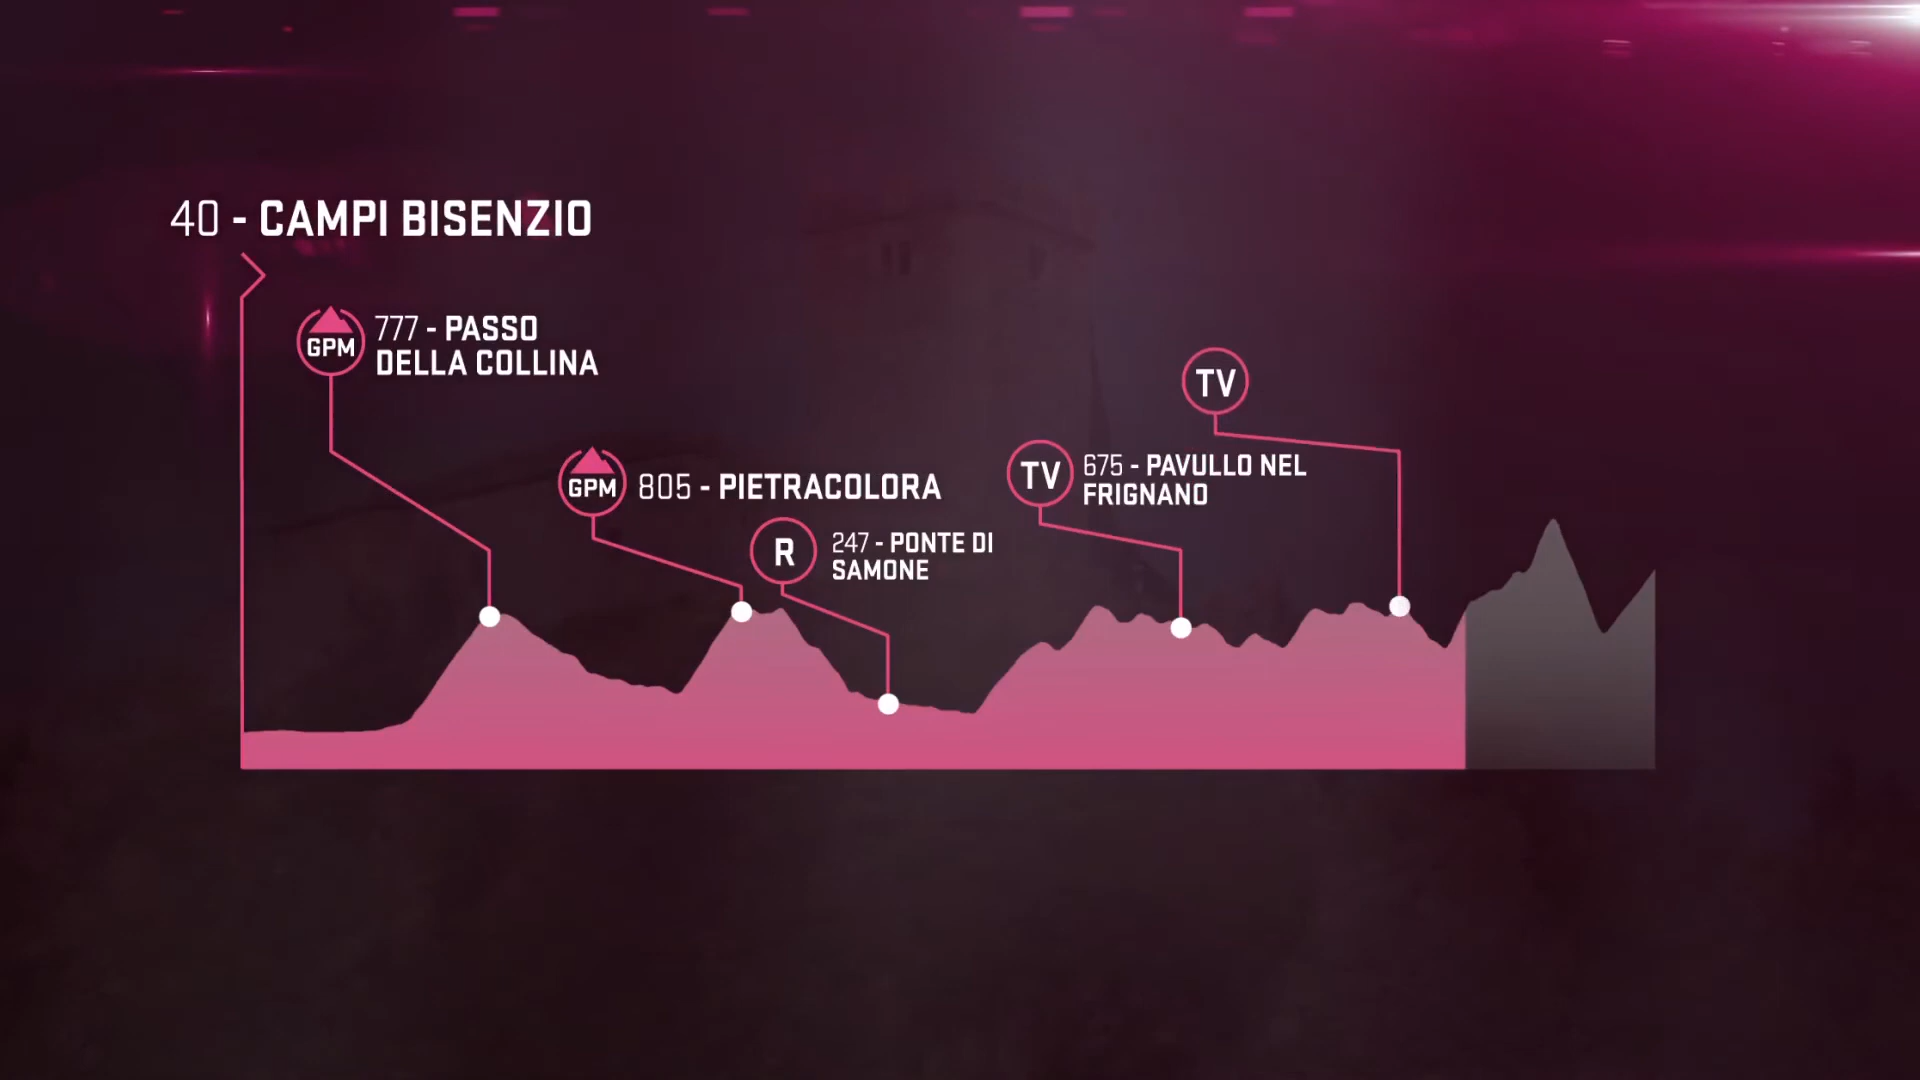 40 - CAMPI BISENZIO
GPM
777 - PASSO
DELLA COLLINA
GPM
805 - PIETRACOLORA
R
247 - PONTE DI
SAMONE
TV
675 - PAVULLO NEL
FRIGNANO
TV